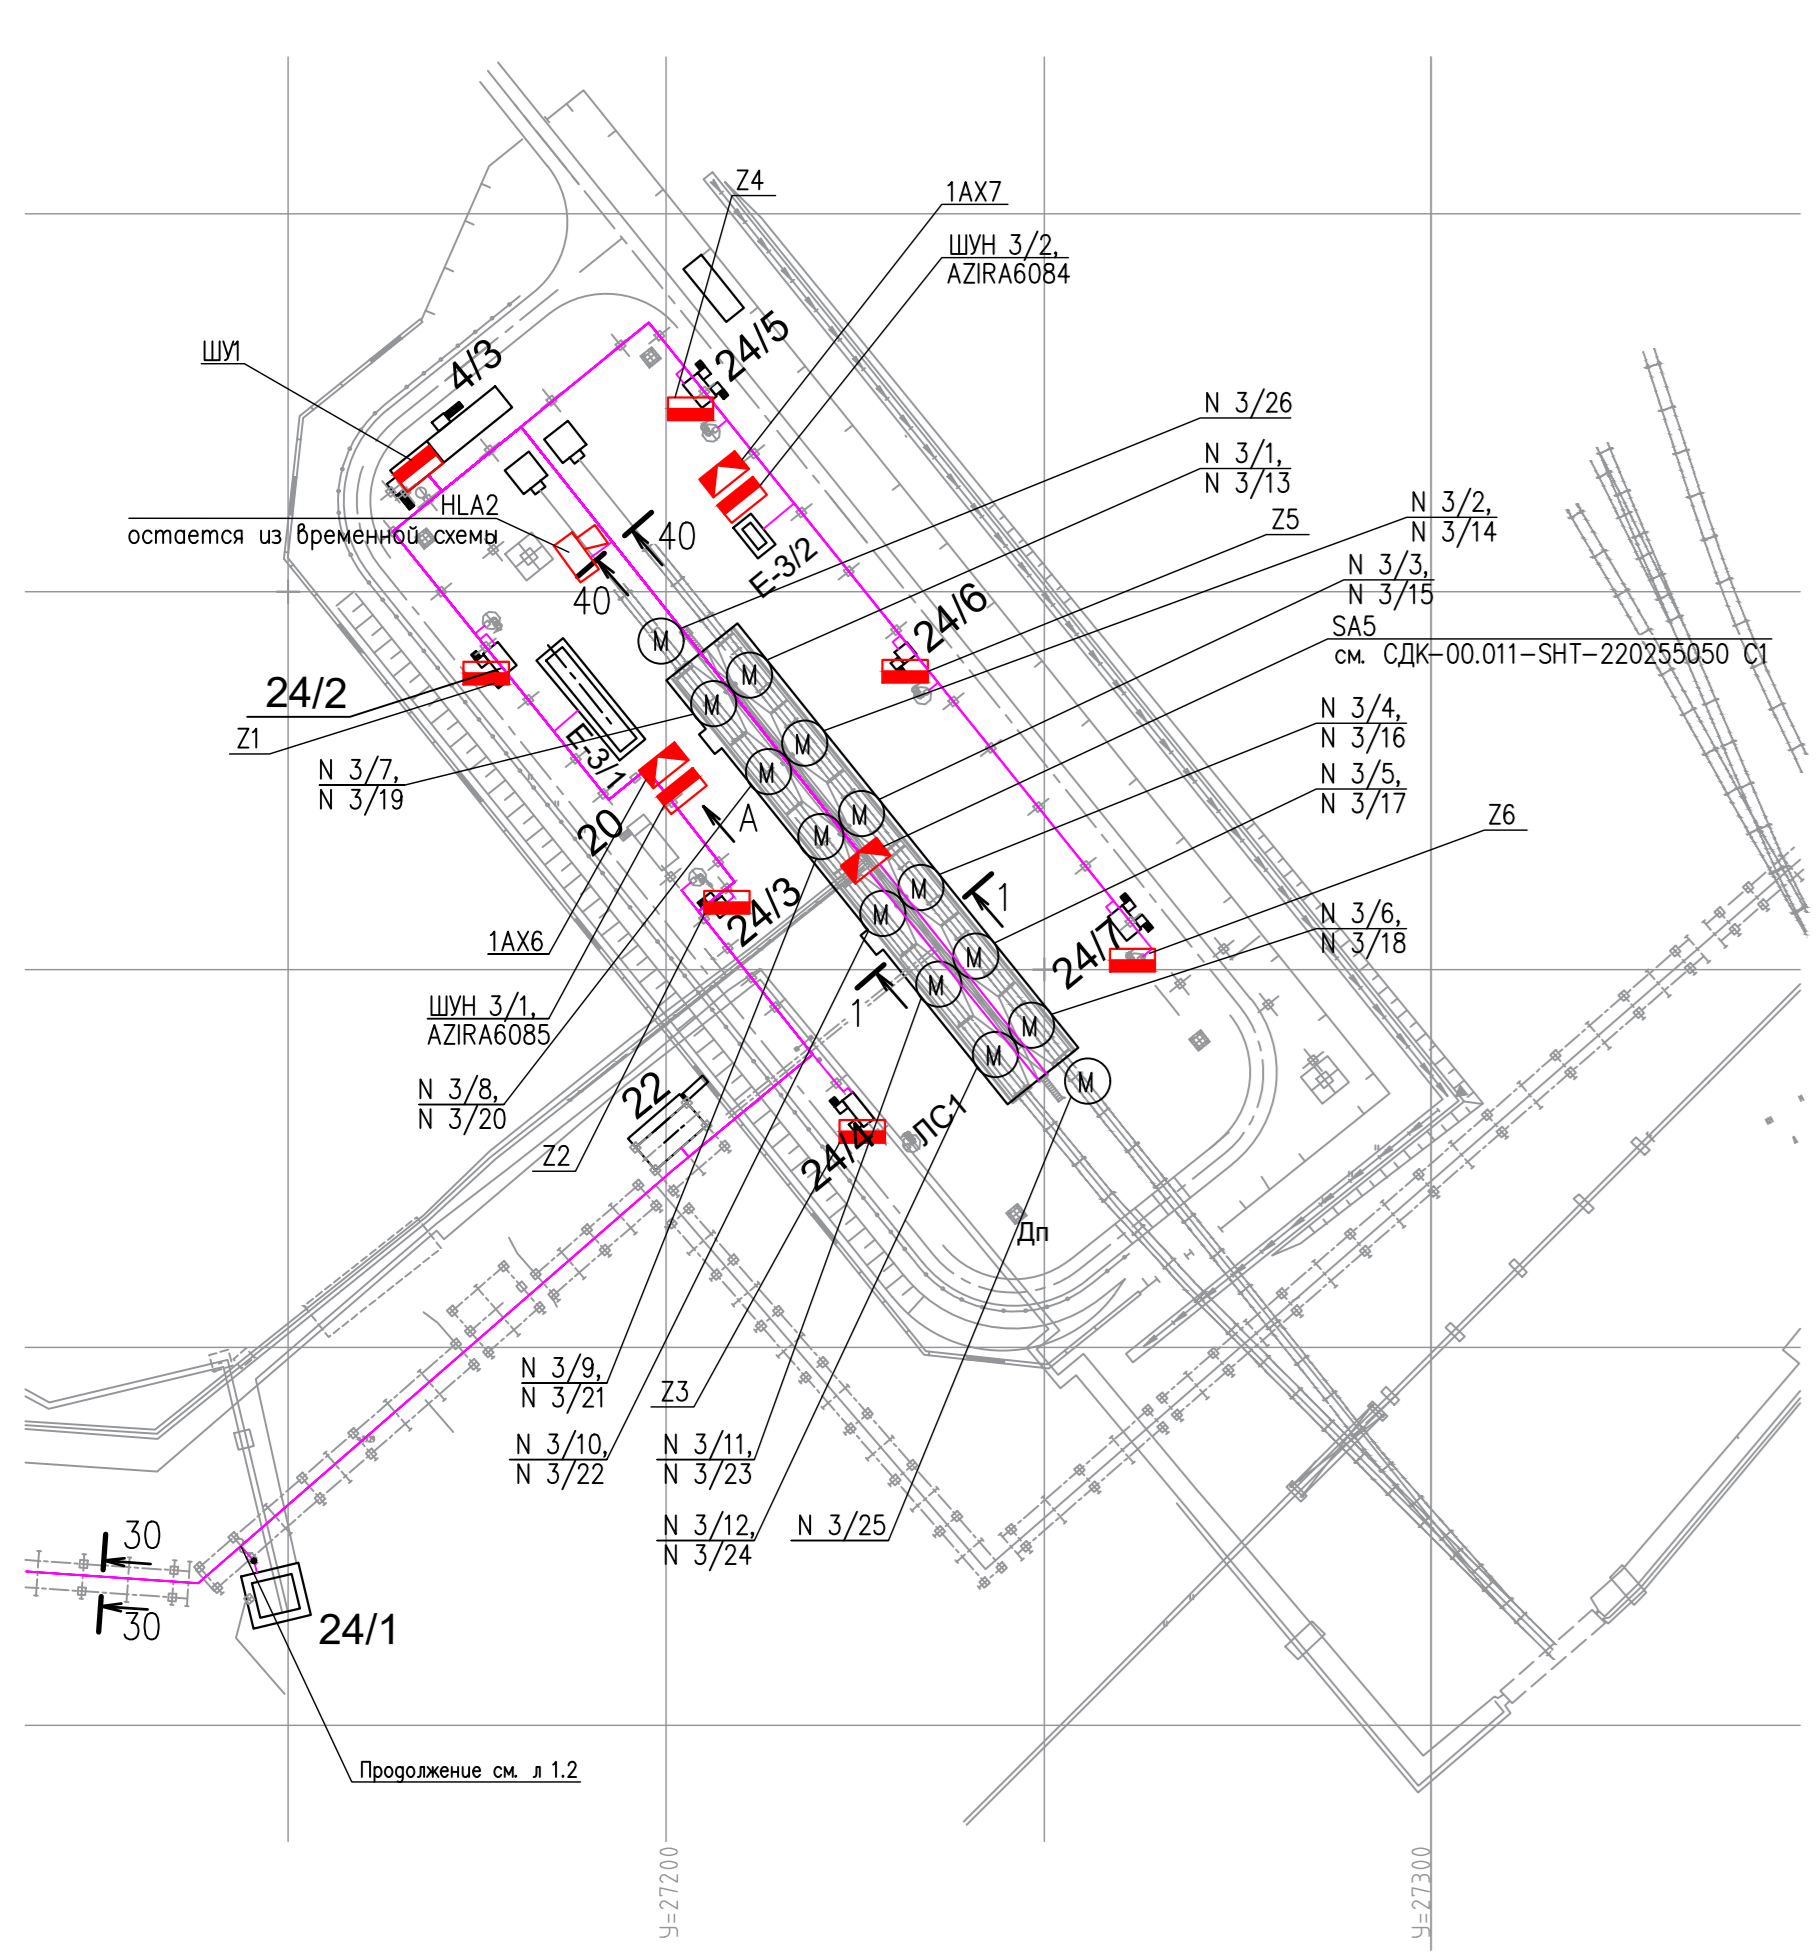 Z4
1АХ7
ШУН 3/2,
AZIRA6084
ШУ1
4/3
24/5
N 3/26
N 3/1,
N 3/13
HLA2
остается из временной схемы
40
40
Е-3/2
Z5
N 3/2,
N 3/14
N 3/3,
N 3/15
24/6
SA5
см. СДК-00.011-SHT-220255050 С1
М
М
М
М
М
М
М
М
М
М
М
М
М
М
24/2
Z1
Е-3/1
N 3/7,
N 3/19
N 3/4,
N 3/16
N 3/5,
N 3/17
20
А
Z6
24/3
1
24/7
N 3/6,
N 3/18
1АХ6
ШУН 3/1,
AZIRA6085
1
N 3/8,
N 3/20
22
Z2
24/4
ЛС1
Дп
N 3/9,
N 3/21
Z3
N 3/10,
N 3/22
N 3/11,
N 3/23
N 3/12,
N 3/24
N 3/25
30
30
24/1
Продолжение см. л 1.2
У=27200
У=27300